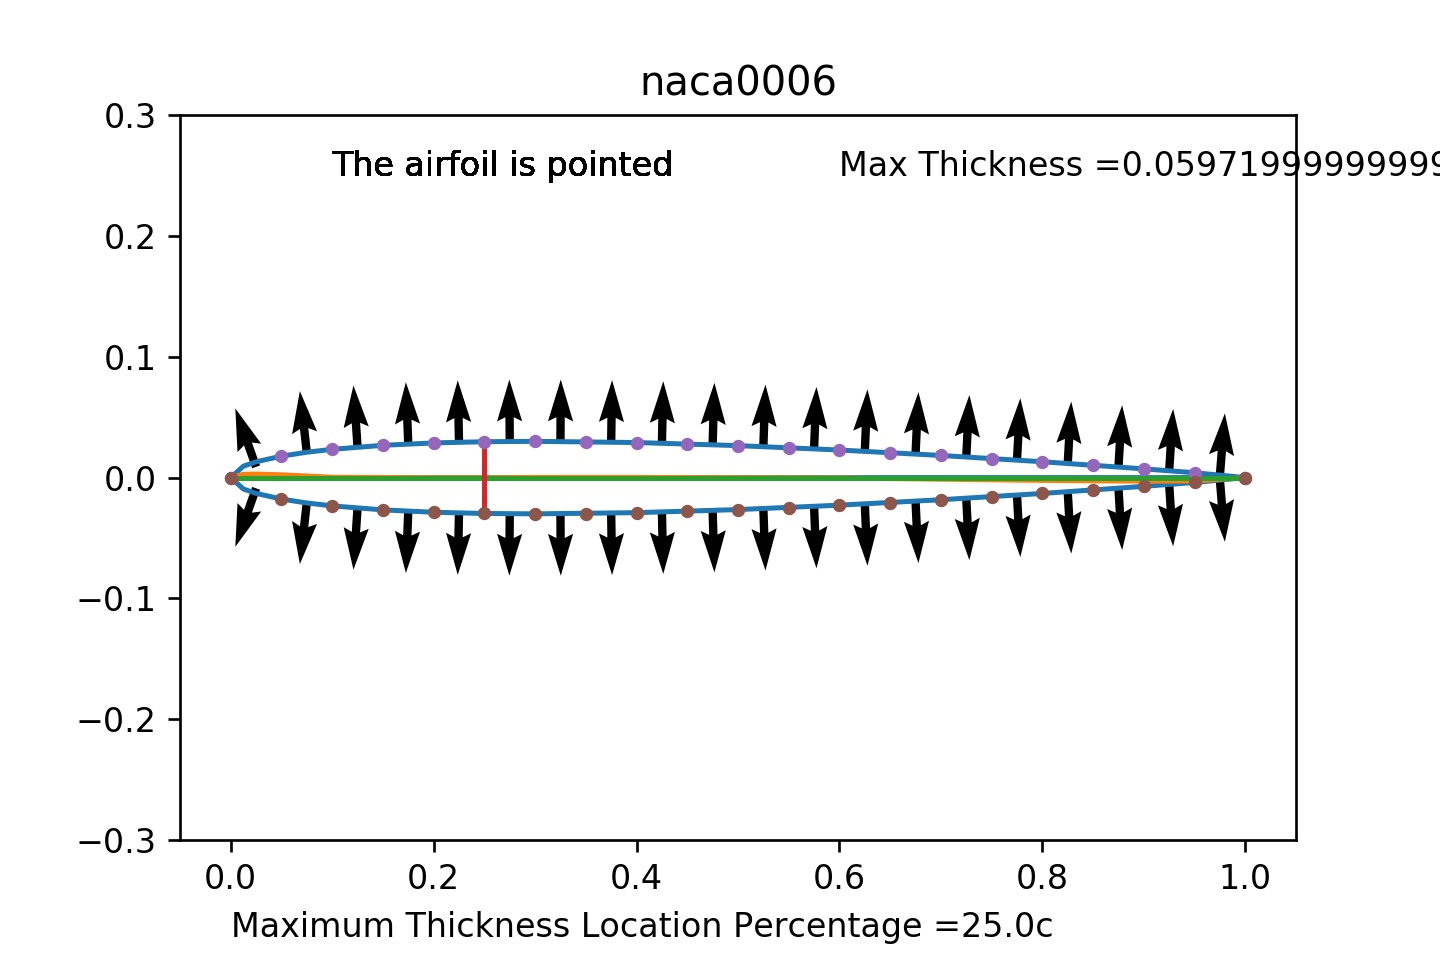 naca0006
The airfoil is pointed
Max Thickness =0.05971999999999
0.3
0.2
0.1
0.0
−0.1
−0.2
−0.3
0.0 0.2 0.4 0.6 0.8 1.0
Maximum Thickness Location Percentage =25.0c